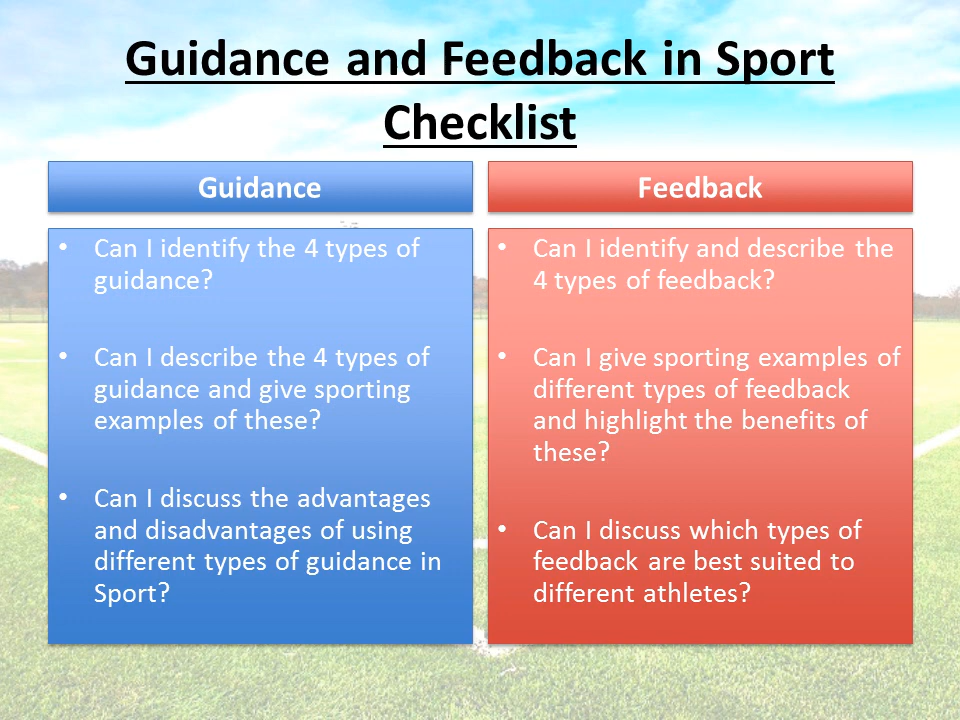 Guidance and Feedback in Sport
Checklist
Guidance
• Can I identify the 4 types of
guidance?
• Can I describe the 4 types of
guidance and give sporting
examples of these?
• Can I discuss the advantages
and disadvantages of using
different types of guidance in
Sport?
Feedback
• Can I identify and describe the
4 types of feedback?
• Can I give sporting examples of
different types of feedback
and highlight the benefits of
these?
• Can I discuss which types of
feedback are best suited to
different athletes?